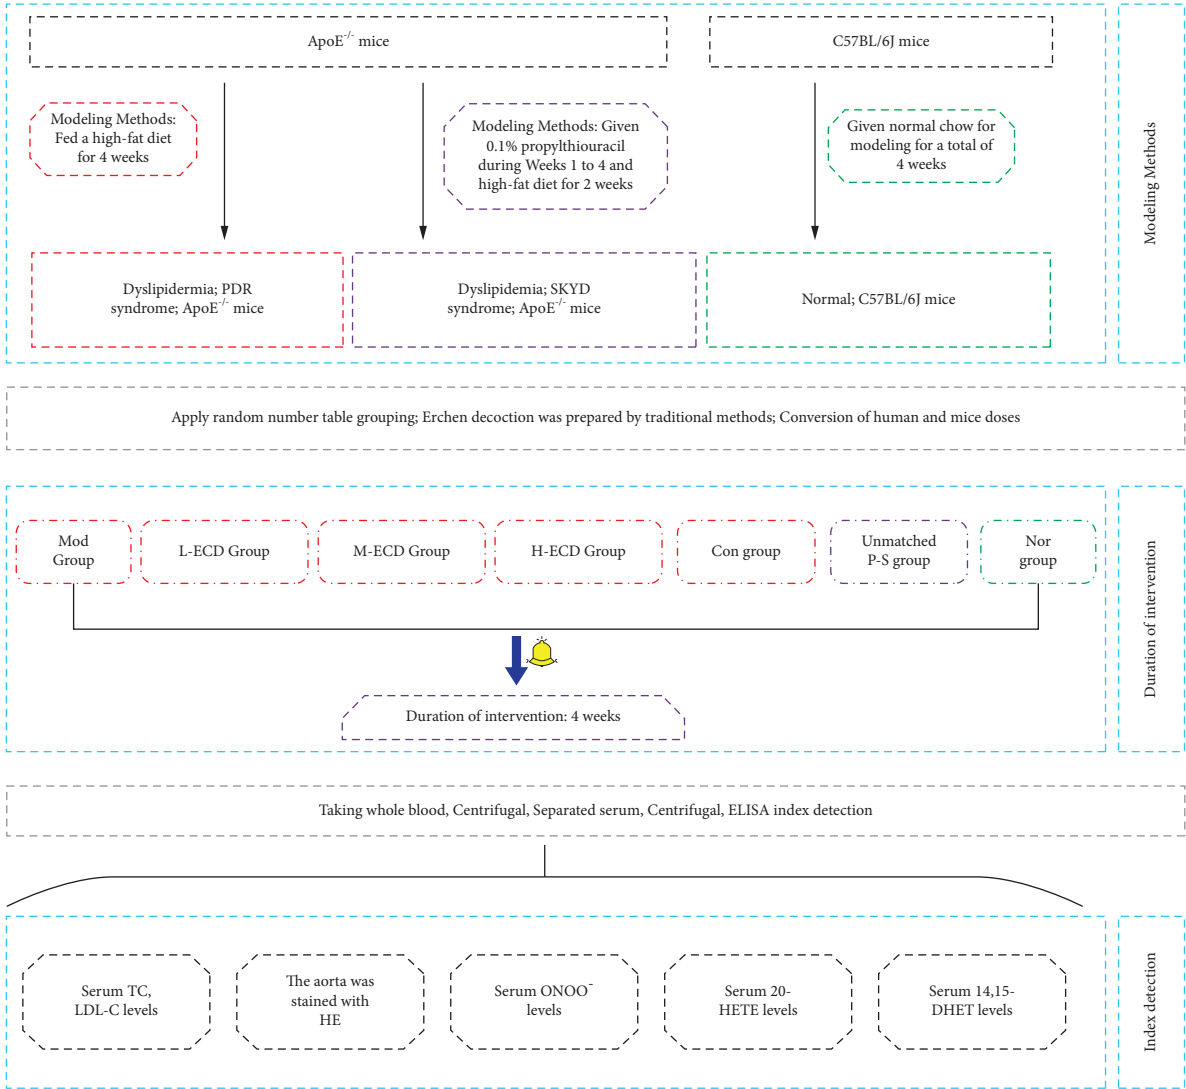 ApoE-/- mice
C57BL/6J mice
Modeling Methods:
Fed a high-fat diet
for 4 weeks
Modeling Methods: Given
0.1% propylthiouracil
during Weeks 1 to 4 and
high-fat diet for 2 weeks
Given normal chow for
modeling for a total of
4 weeks
Dyslipidermia; PDR
syndrome; ApoE-/- mice
Dyslipidemia; SKYD
syndrome; ApoE-/- mice
Normal; C57BL/6J mice
Modeling Methods
Apply random number table grouping; Erchen decoction was prepared by traditional methods; Conversion of human and mice doses
Mod
Group
L-ECD Group
M-ECD Group
H-ECD Group
Con group
Unmatched
P-S group
Nor
group
Duration of intervention: 4 weeks
Duration of intervention
Taking whole blood, Centrifugal, Separated serum, Centrifugal, ELISA index detection
Serum TC,
LDL-C levels
The aorta was
stained with
HE
Serum ONOO-
levels
Serum 20-
HETE levels
Serum 14,15-
DHET levels
Index detection